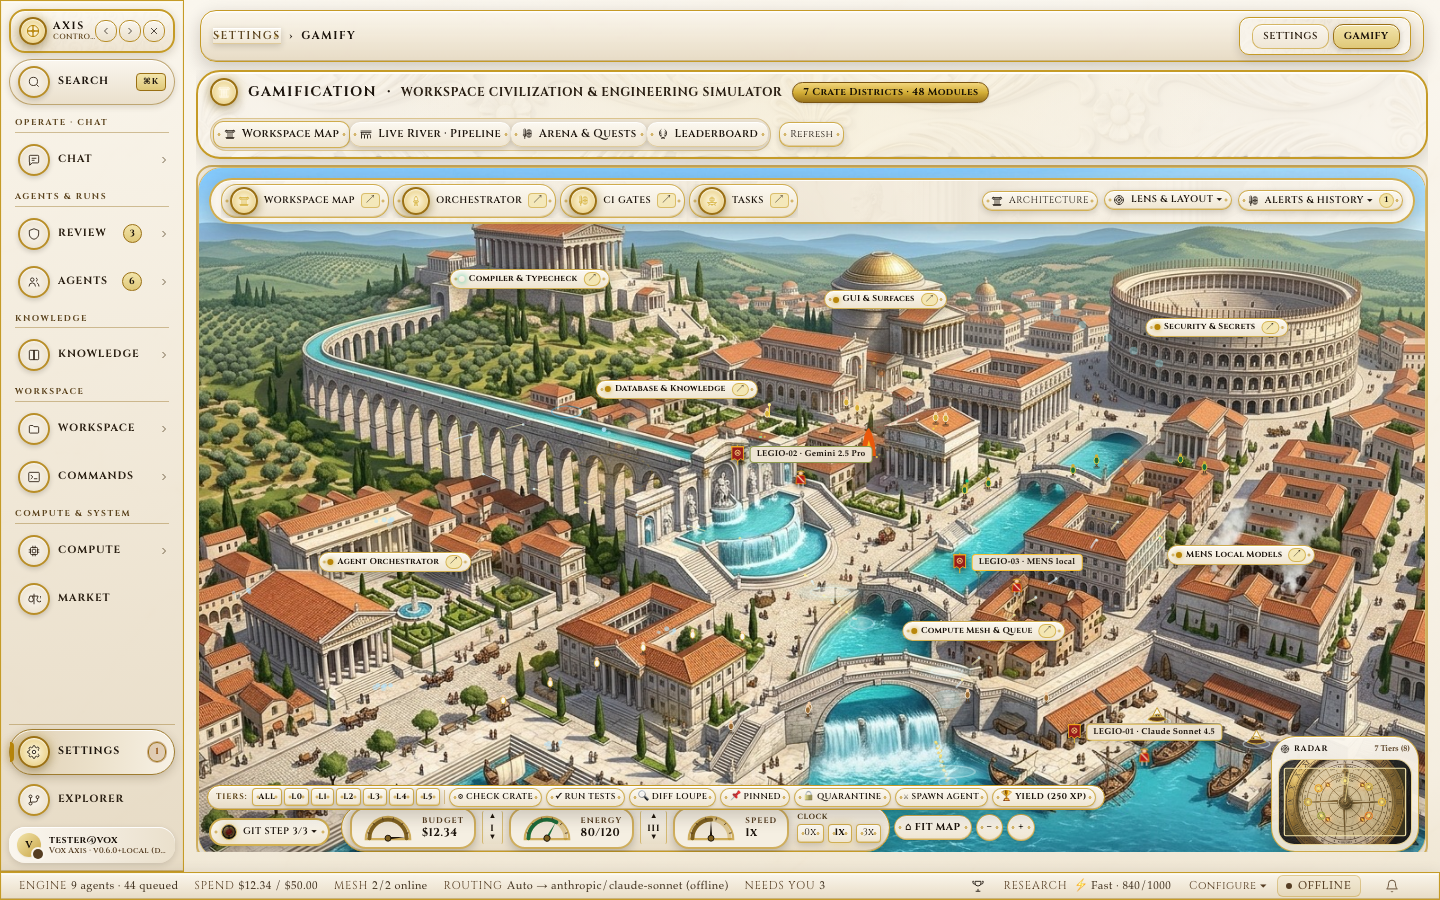 AXIS
CONTRO...
SEARCH
⌘K
OPERATE · CHAT
CHAT
AGENTS & RUNS
REVIEW 3
AGENTS 6
KNOWLEDGE
KNOWLEDGE
WORKSPACE
WORKSPACE
COMMANDS
COMPUTE & SYSTEM
COMPUTE
MARKET
SETTINGS 1
EXPLORER
V
TESTER@VOX
VOX AXIS · V0.6.0+LOCAL (D...
SETTINGS › GAMIFY
SETTINGS GAMIFY
GAMIFICATION · WORKSPACE CIVILIZATION & ENGINEERING SIMULATOR 7 CRATE DISTRICTS · 48 MODULES
WORKSPACE MAP LIVE RIVER · PIPELINE ARENA & QUESTS LEADERBOARD REFRESH
WORKSPACE MAP ORCHESTRATOR CI GATES TASKS ARCHITECTURE LENS & LAYOUT ALERTS & HISTORY 1
COMPILER & TYPECHECK
GUI & SURFACES
SECURITY & SECRETS
DATABASE & KNOWLEDGE
LEGIO-02 · Gemini 2.5 Pro
AGENT ORCHESTRATOR
LEGIO-03 · MENS local
MENS LOCAL MODELS
COMPUTE MESH & QUEUE
LEGIO-01 · Claude Sonnet 4.5
RADAR 7 Tiers (8)
TIERS: ALL L0 L1 L2 L3 L4 L5 CHECK CRATE ✓ RUN TESTS DIFF LOUPE PINNED QUARANTINE SPAWN AGENT YIELD (250 XP)
GIT STEP 3/3
BUDGET
$12.34
I
ENERGY
80/120
III
SPEED
1X
CLOCK
0X 1X 3X
FIT MAP − +
ENGINE 9 agents · 44 queued SPEND $12.34 / $50.00 MESH 2/2 online ROUTING Auto → anthropic/claude-sonnet (offline) NEEDS YOU 3 RESEARCH ⚡ Fast · 840/1000 CONFIGURE OFFLINE